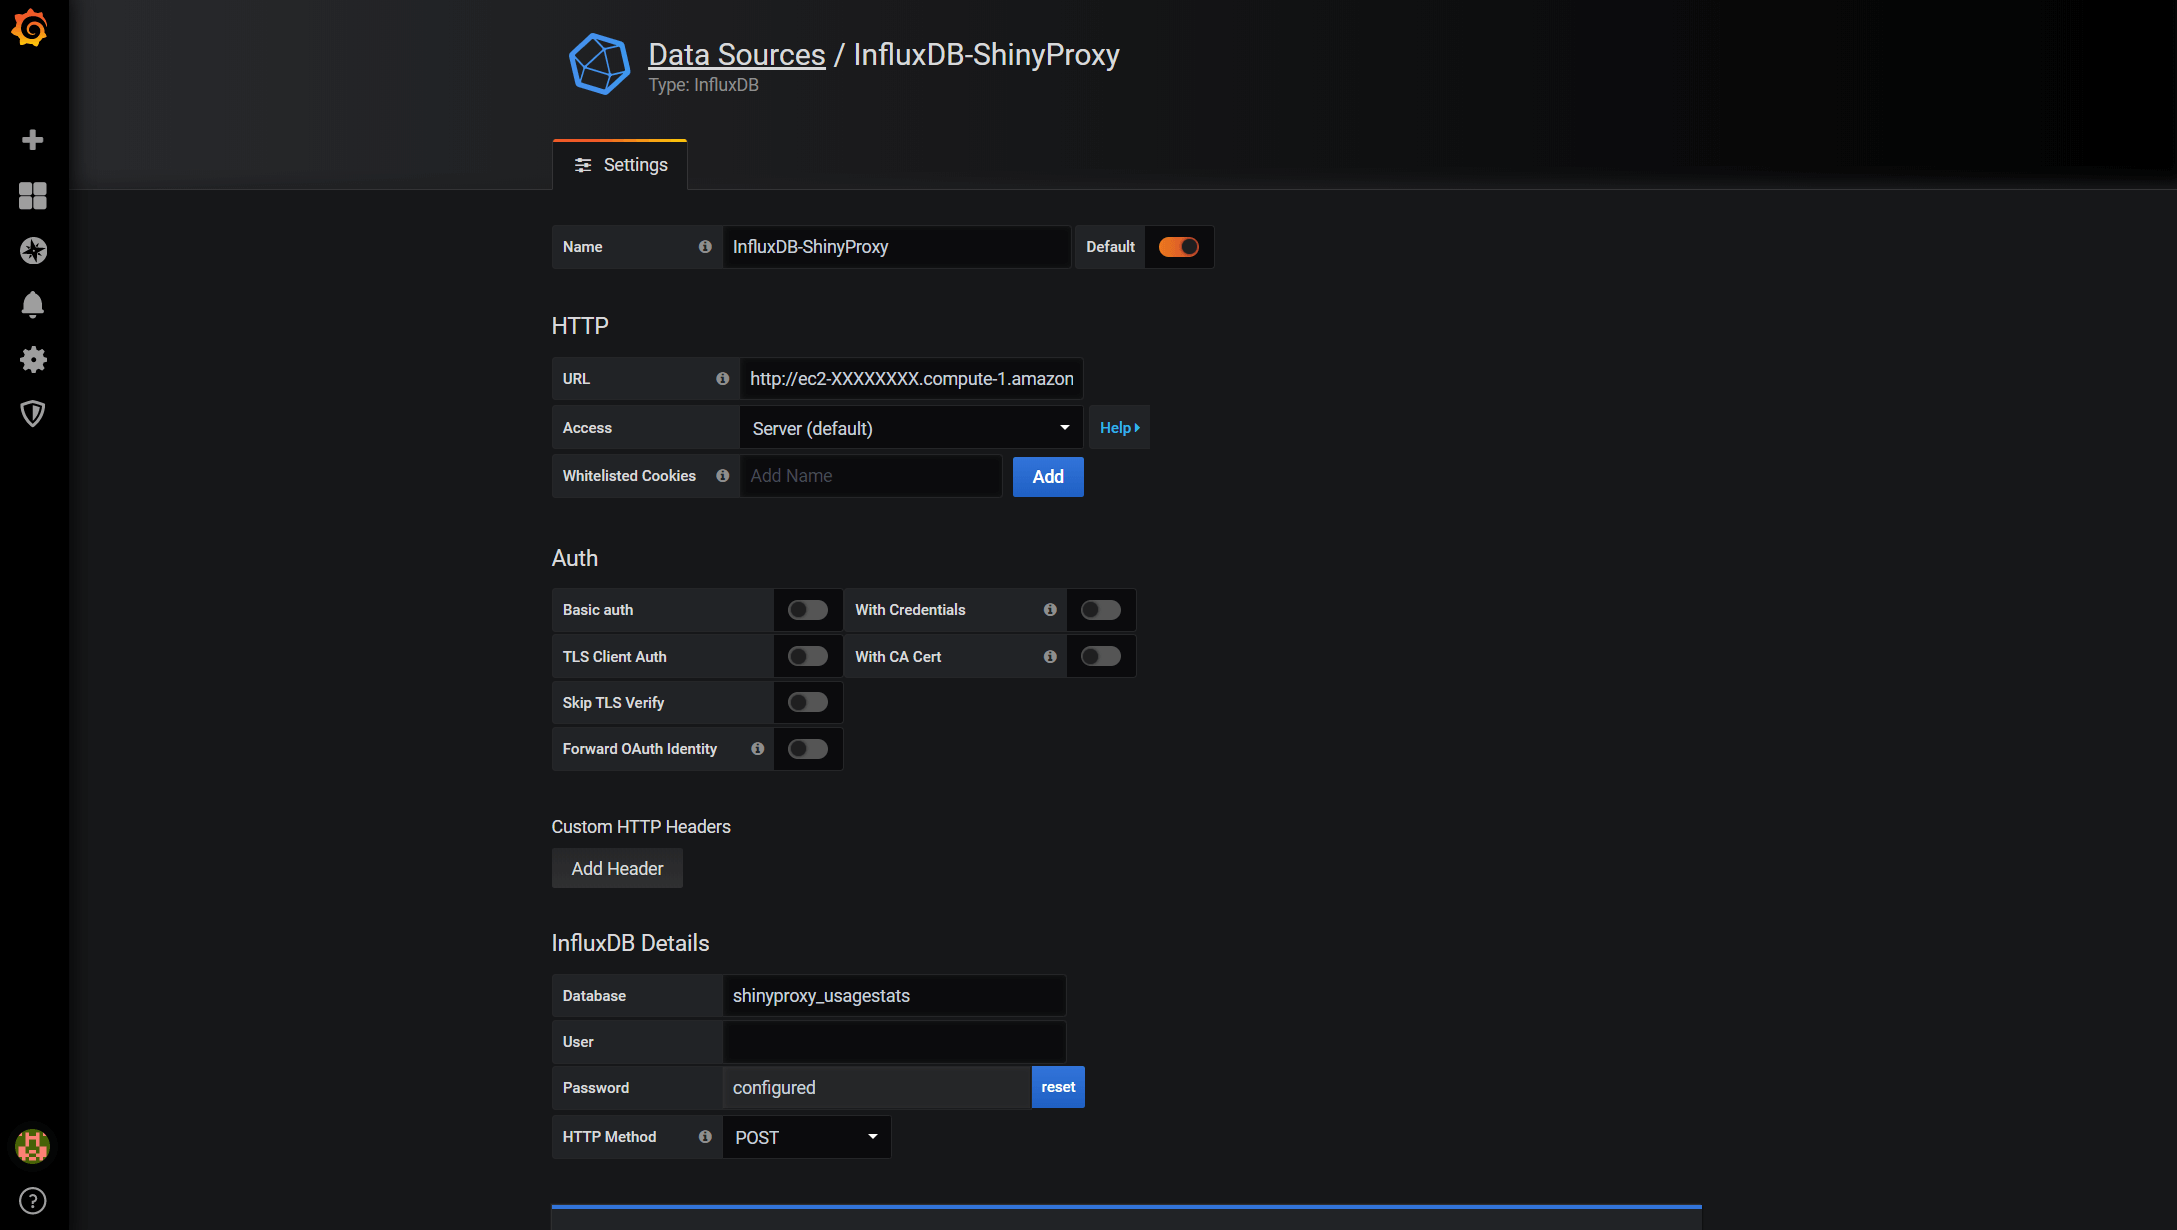 Data Sources / InfluxDB-ShinyProxy
Type: InfluxDB
Settings
Name InfluxDB-ShinyProxy Default
HTTP
URL http://ec2-XXXXXXXX.compute-1.amazon
Access Server (default) Help
Whitelisted Cookies Add Name Add
Auth
Basic auth With Credentials
TLS Client Auth With CA Cert
Skip TLS Verify
Forward OAuth Identity
Custom HTTP Headers
Add Header
InfluxDB Details
Database shinyproxy_usagestats
User
Password configured reset
HTTP Method POST